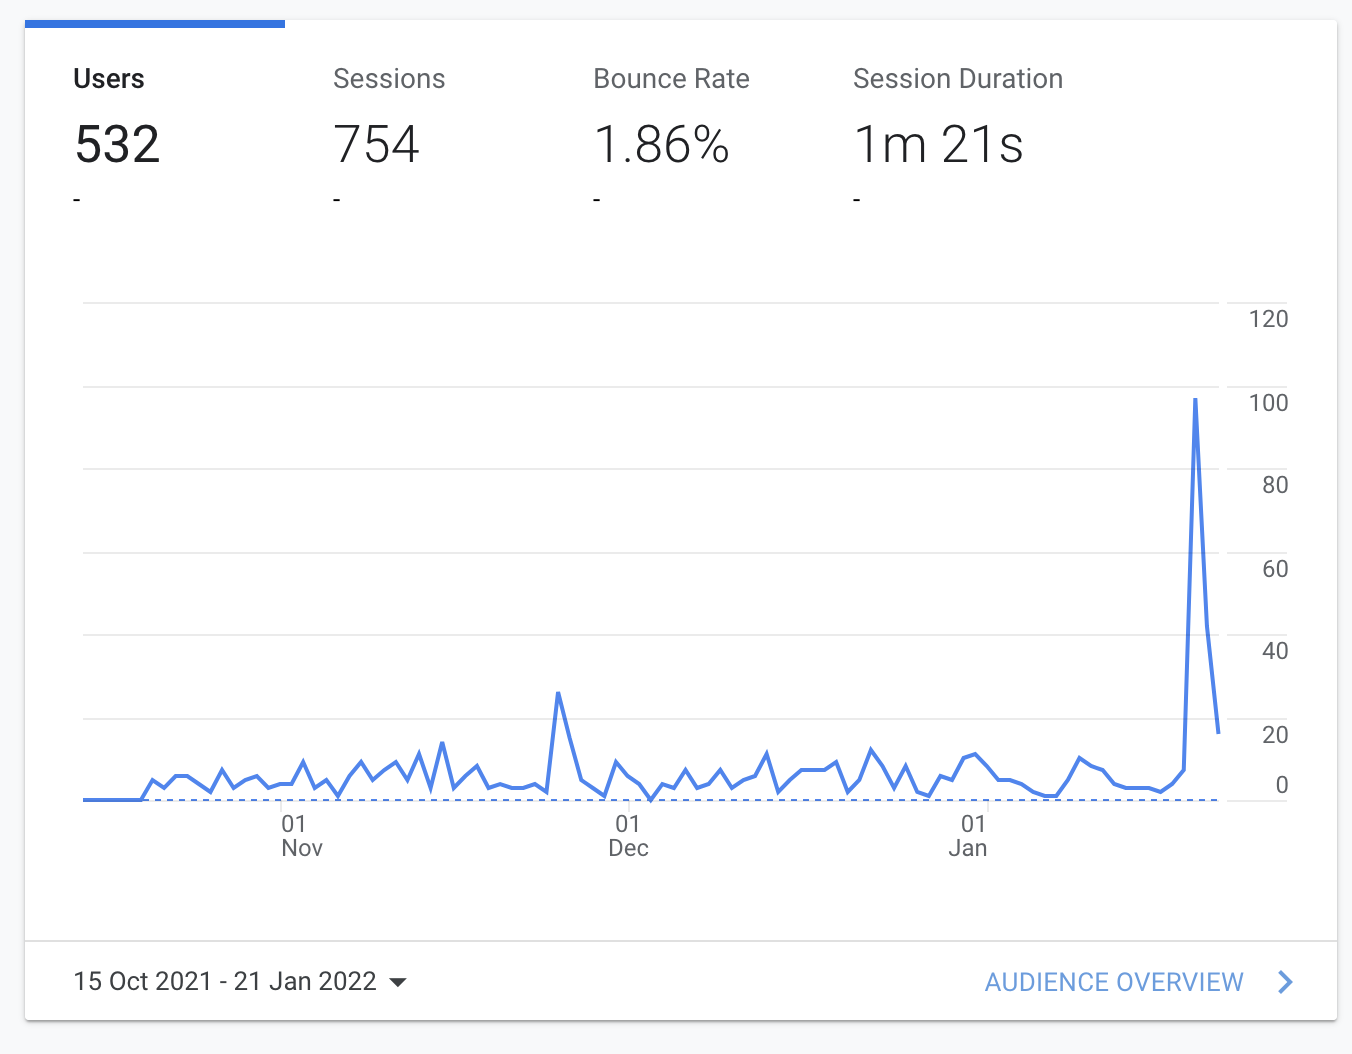 Users
Sessions
Bounce Rate
Session Duration
532
754
1.86%
1m 21s
-
-
-
-
120
100
80
60
40
20
0
01
Nov
01
Dec
01
Jan
15 Oct 2021 - 21 Jan 2022
AUDIENCE OVERVIEW